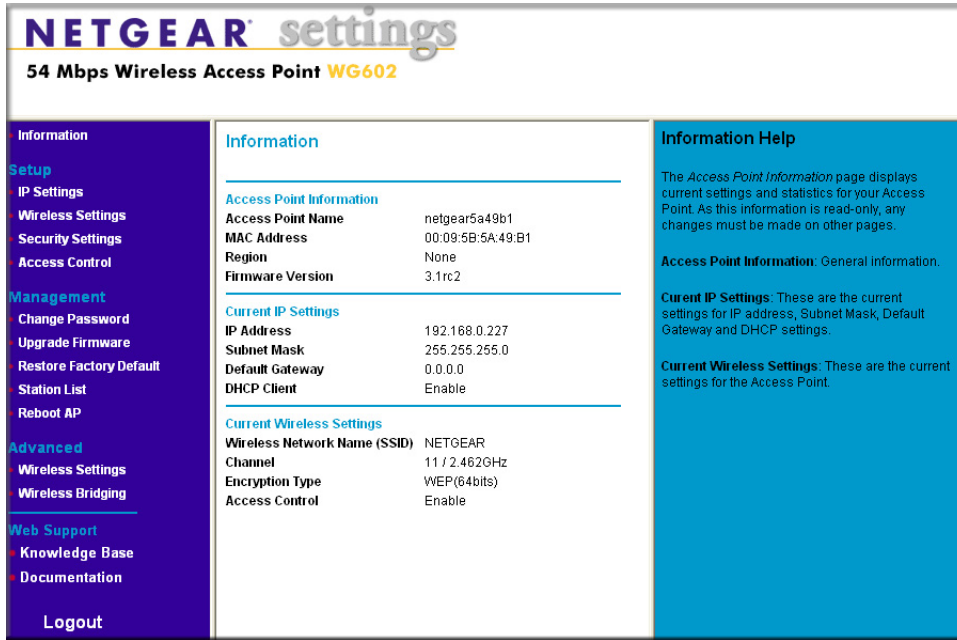 NETGEAR settings
54 Mbps Wireless Access Point WG602
Information
Setup
IP Settings
Wireless Settings
Security Settings
Access Control
Management
Change Password
Upgrade Firmware
Restore Factory Default
Station List
Reboot AP
Advanced
Wireless Settings
Wireless Bridging
Web Support
Knowledge Base
Documentation
Logout
Information
Access Point Information
Access Point Name netgear5a49b1
MAC Address 00:09:5B:5A:49:B1
Region None
Firmware Version 3.1rc2
Current IP Settings
IP Address 192.168.0.227
Subnet Mask 255.255.255.0
Default Gateway 0.0.0.0
DHCP Client Enable
Current Wireless Settings
Wireless Network Name (SSID) NETGEAR
Channel 11 / 2.462GHz
Encryption Type WEP(64bits)
Access Control Enable
Information Help
The Access Point Information page displays
current settings and statistics for your Access
Point. As this information is read-only, any
changes must be made on other pages.
Access Point Information: General information.
Curent IP Settings: These are the current
settings for IP address, Subnet Mask, Default
Gateway and DHCP settings.
Current Wireless Settings: These are the current
settings for the Access Point.